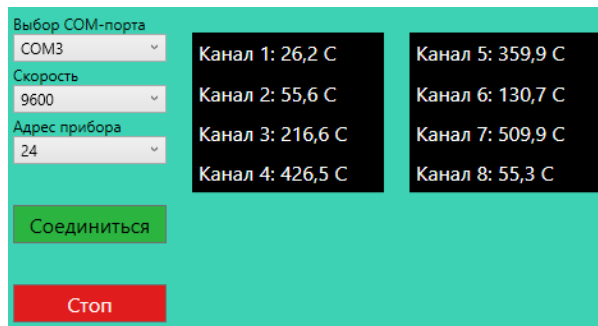 Выбор COM-порта
COM3
Скорость
9600
Адрес прибора
24
Соединиться
Стоп
Канал 1: 26,2 С
Канал 2: 55,6 С
Канал 3: 216,6 С
Канал 4: 426,5 С
Канал 5: 359,9 С
Канал 6: 130,7 С
Канал 7: 509,9 С
Канал 8: 55,3 С